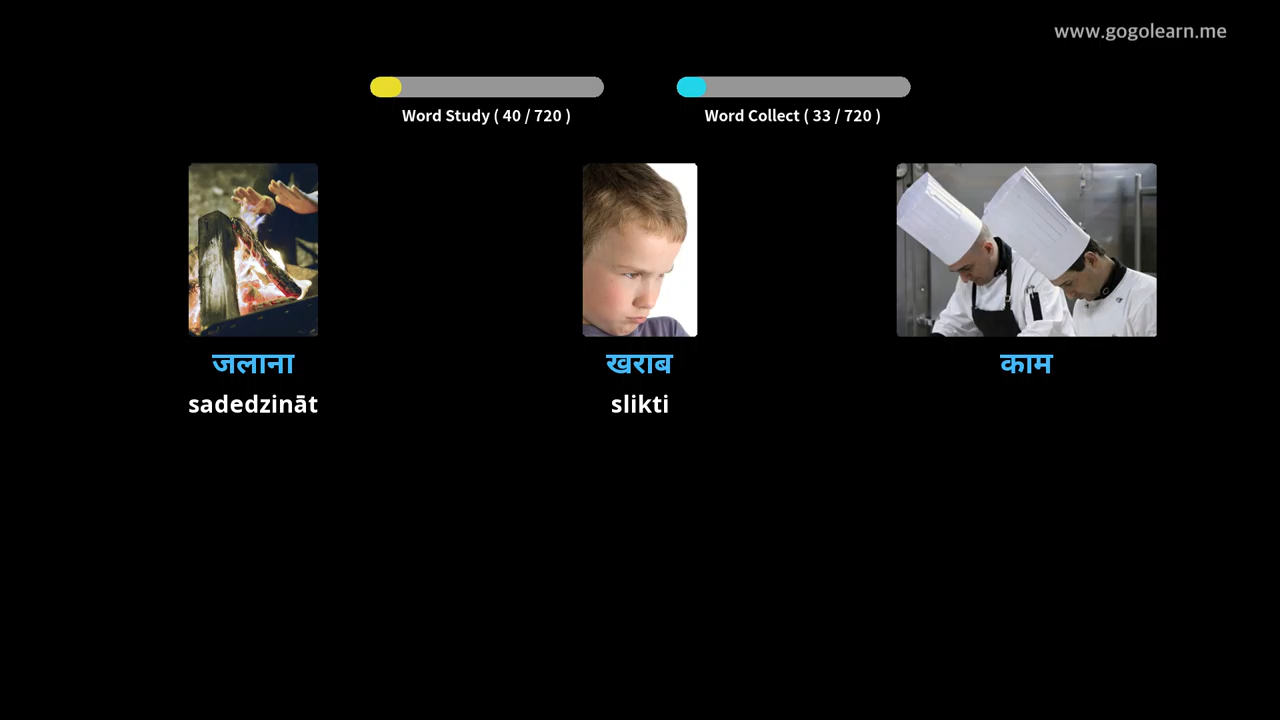 www.gogolearn.me
Word Study ( 40 / 720 )
Word Collect ( 33 / 720 )
जलाना
खराब
काम
sadedzināt
slikti